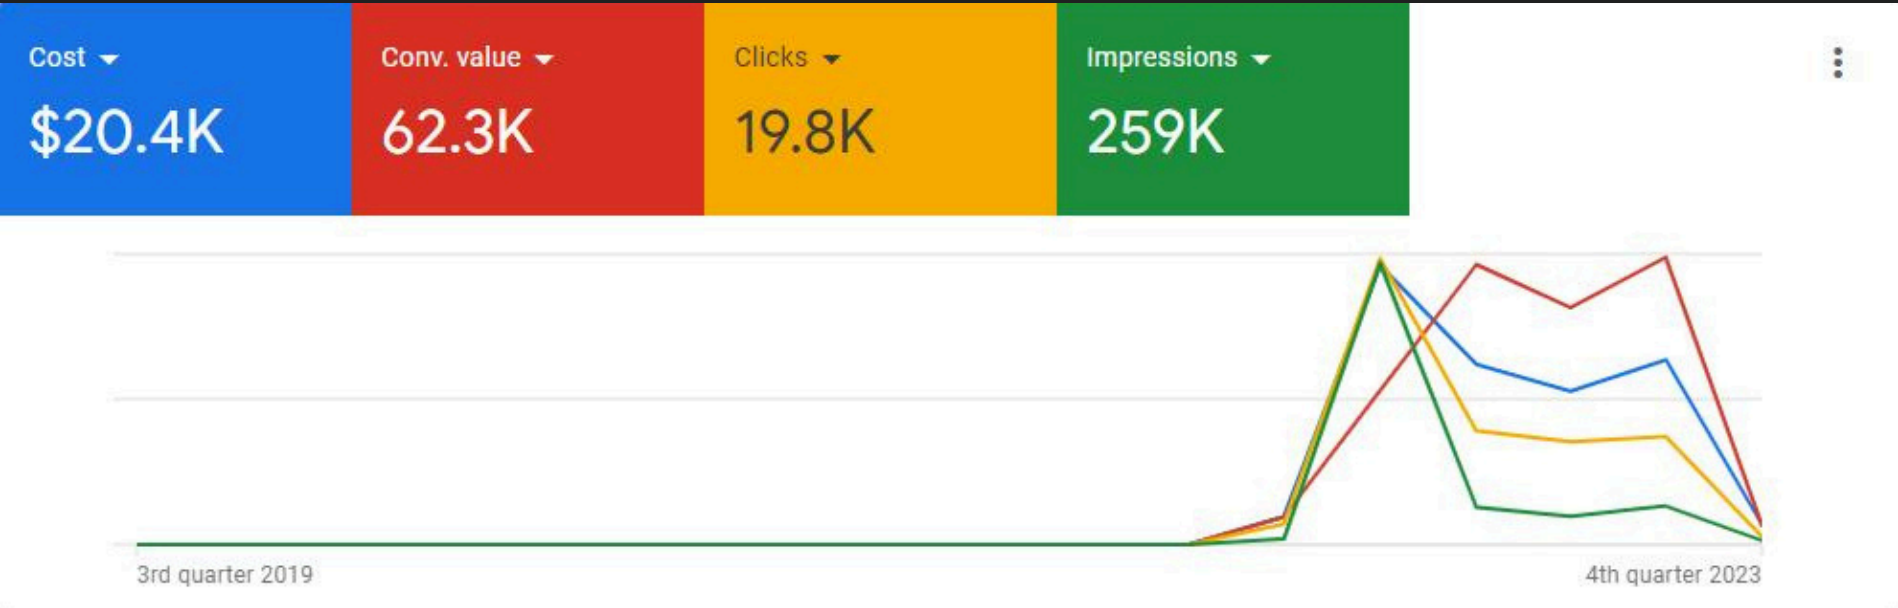 Cost
$20.4K
Conv. value
62.3K
Clicks
19.8K
Impressions
259K
3rd quarter 2019
4th quarter 2023